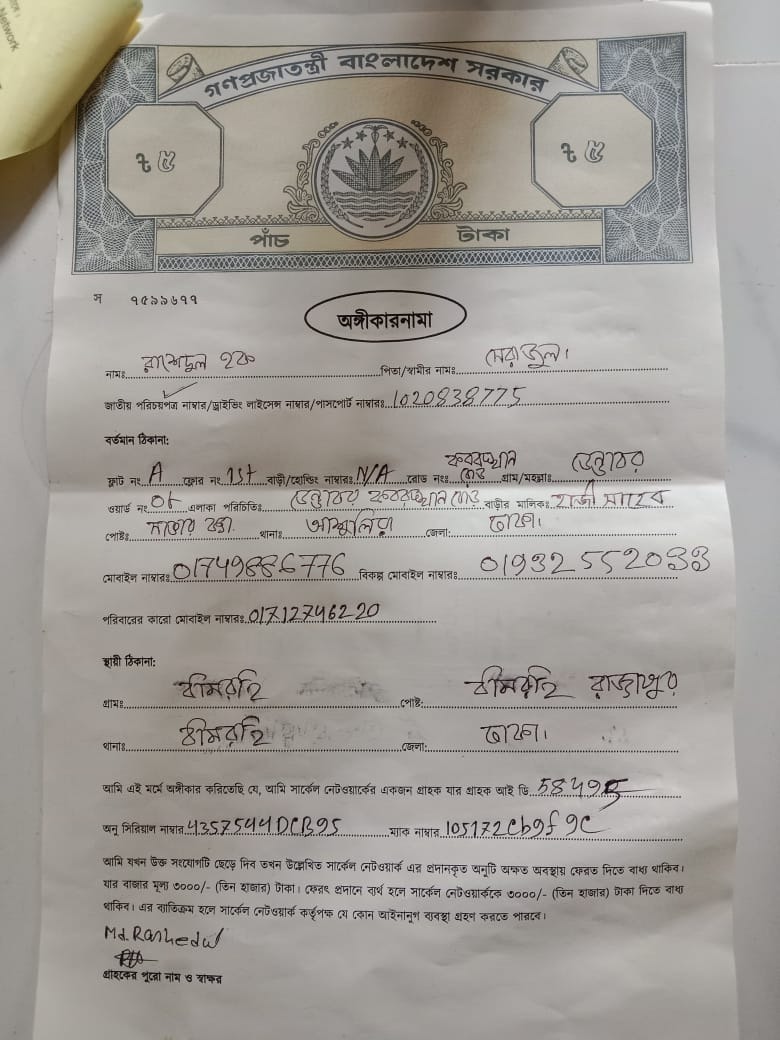 Network
গণপ্রজাতন্ত্রী বাংলাদেশ সরকার
৳ ৫ ৳ ৫
পাঁচ টাকা
স ৭৫৯৯৬৭৭
অঙ্গীকারনামা
নামঃ রাশেদুল হক পিতা/স্বামীর নামঃ
জাতীয় পরিচয়পত্র নাম্বার/ড্রাইভিং লাইসেন্স নাম্বার/পাসপোর্ট নাম্বারঃ 1020838775
বর্তমান ঠিকানা:
ফ্লাট নং A ফ্লোর নং 1st বাড়ী/হোল্ডিং নাম্বারঃ N/A রোড নংঃ কবরস্থান রোড গ্রাম/মহল্লাঃ
ওয়ার্ড নং এলাকা পরিচিতিঃ কবরস্থান রোড বাড়ীর মালিকঃ হাজী সাহেব
পোষ্টঃ থানাঃ আশুলিয়া জেলা: ঢাকা।
মোবাইল নাম্বারঃ 01749886776 বিকল্প মোবাইল নাম্বারঃ 01932552033
পরিবারের কারো মোবাইল নাম্বারঃ 01712746220
স্থায়ী ঠিকানা:
গ্রামঃ পোষ্ট:
থানাঃ জেলা: ঢাকা।
আমি এই মর্মে অঙ্গীকার করিতেছি যে, আমি সার্কেল নেটওয়ার্কের একজন গ্রাহক যার গ্রাহক আই ডি 58495
অনু সিরিয়াল নাম্বার 4357544DCB95 ম্যাক নাম্বার 105172cb9f9c
আমি যখন উক্ত সংযোগটি ছেড়ে দিব তখন উল্লেখিত সার্কেল নেটওয়ার্ক এর প্রদানকৃত অনুটি অক্ষত অবস্থায় ফেরত দিতে বাধ্য থাকিব।
যার বাজার মূল্য ৩০০০/- (তিন হাজার) টাকা। ফেরৎ প্রদানে ব্যর্থ হলে সার্কেল নেটওয়ার্ককে ৩০০০/- (তিন হাজার) টাকা দিতে বাধ্য
থাকিব। এর ব্যতিক্রম হলে সার্কেল নেটওয়ার্ক কর্তৃপক্ষ যে কোন আইনানুগ ব্যবস্থা গ্রহণ করতে পারবে।
Md. Rashedul
গ্রাহকের পুরো নাম ও স্বাক্ষর